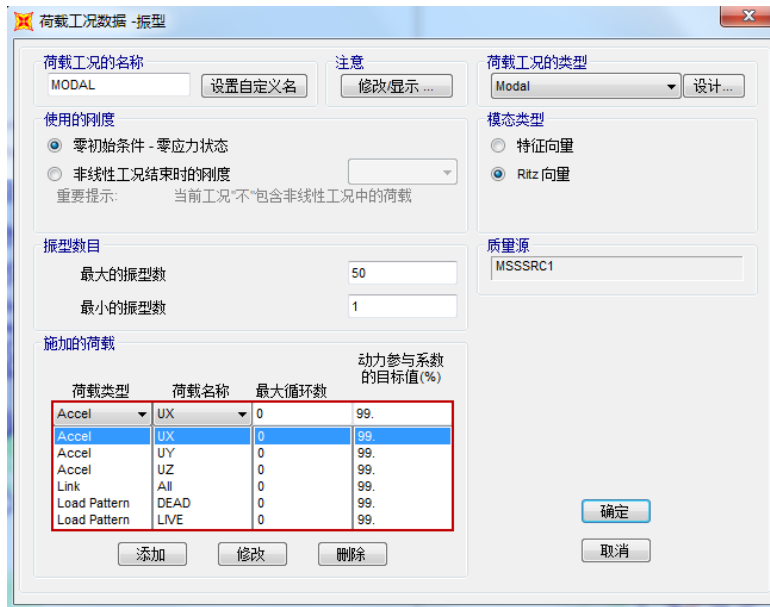 荷载工况数据 -振型
荷载工况的名称
MODAL
设置自定义名
注意
修改/显示 ...
荷载工况的类型
Modal
设计...
使用的刚度
零初始条件 - 零应力状态
非线性工况结束时的刚度
重要提示: 当前工况"不"包含非线性工况中的荷载
模态类型
特征向量
Ritz 向量
振型数目
最大的振型数 50
最小的振型数 1
质量源
MSSSRC1
施加的荷载
荷载类型 荷载名称 最大循环数 动力参与系数
的目标值(%)
Accel UX 0 99.
Accel UX 0 99.
Accel UY 0 99.
Accel UZ 0 99.
Link All 0 99.
Load Pattern DEAD 0 99.
Load Pattern LIVE 0 99.
添加 修改 删除
确定
取消